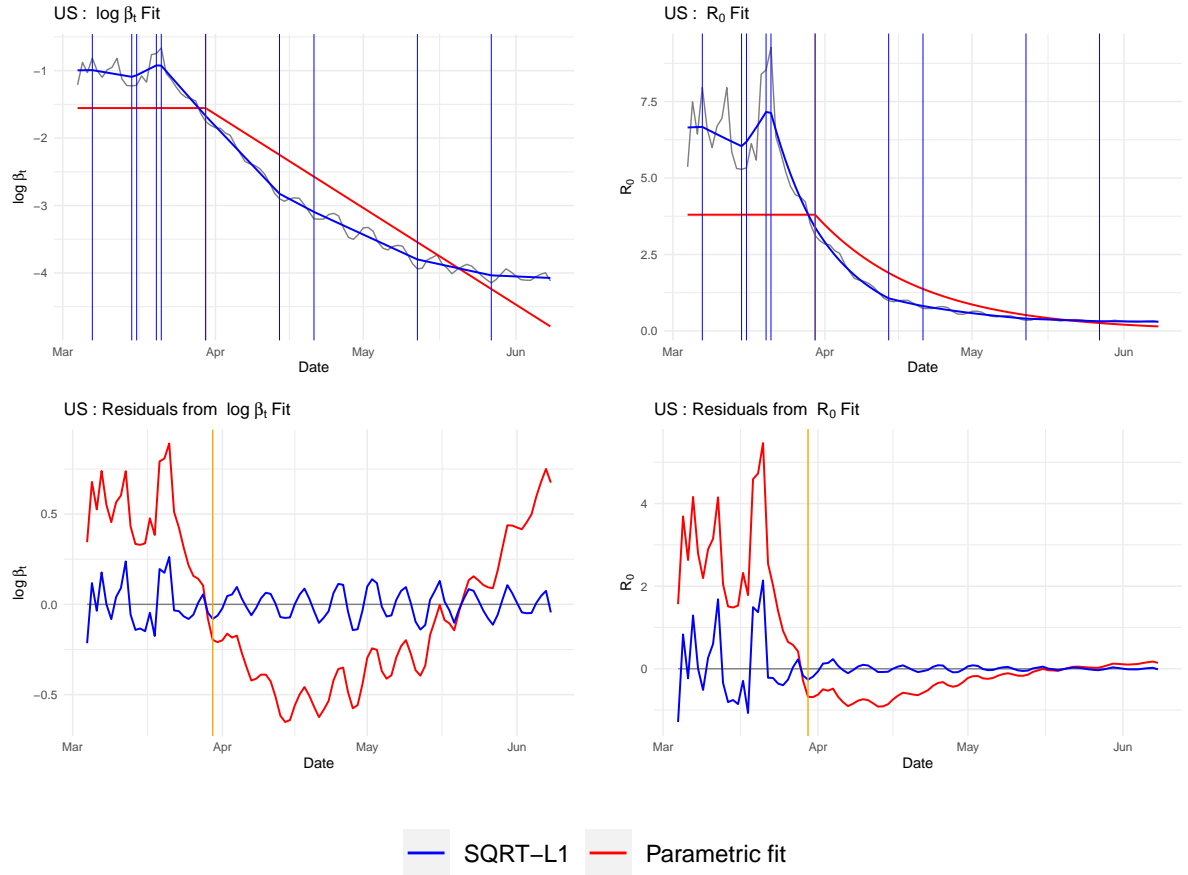 US :  log βt Fit
−1
−2
−3
−4
log βt
Mar
Apr
May
Jun
Date
US :  R0 Fit
7.5
5.0
2.5
0.0
R0
Mar
Apr
May
Jun
Date
US : Residuals from  log βt Fit
0.5
0.0
−0.5
log βt
Mar
Apr
May
Jun
Date
US : Residuals from  R0 Fit
4
2
0
R0
Mar
Apr
May
Jun
Date
SQRT−L1
Parametric fit